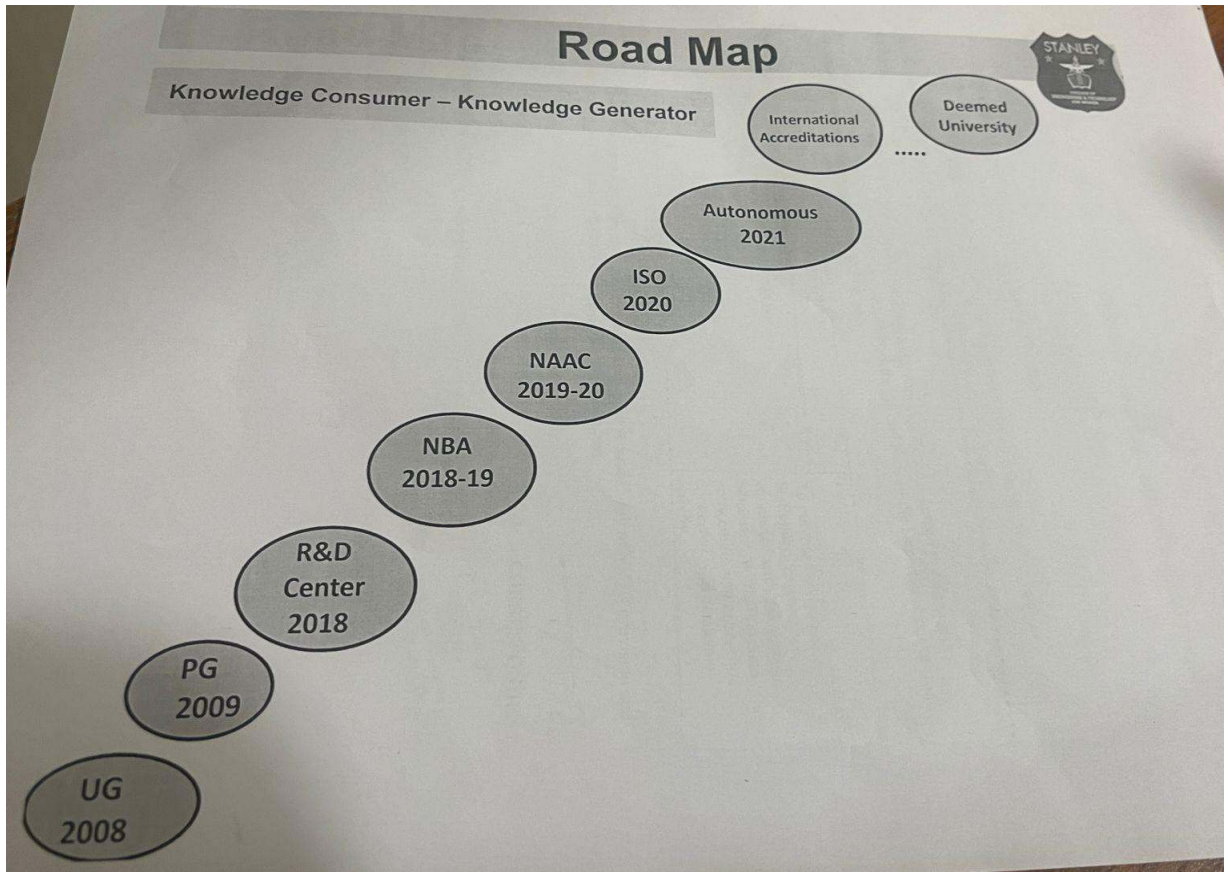 Road Map
STANLEY
Knowledge Consumer – Knowledge Generator
International
Accreditations
.....
Deemed
University
Autonomous
2021
ISO
2020
NAAC
2019-20
NBA
2018-19
R&D
Center
2018
PG
2009
UG
2008